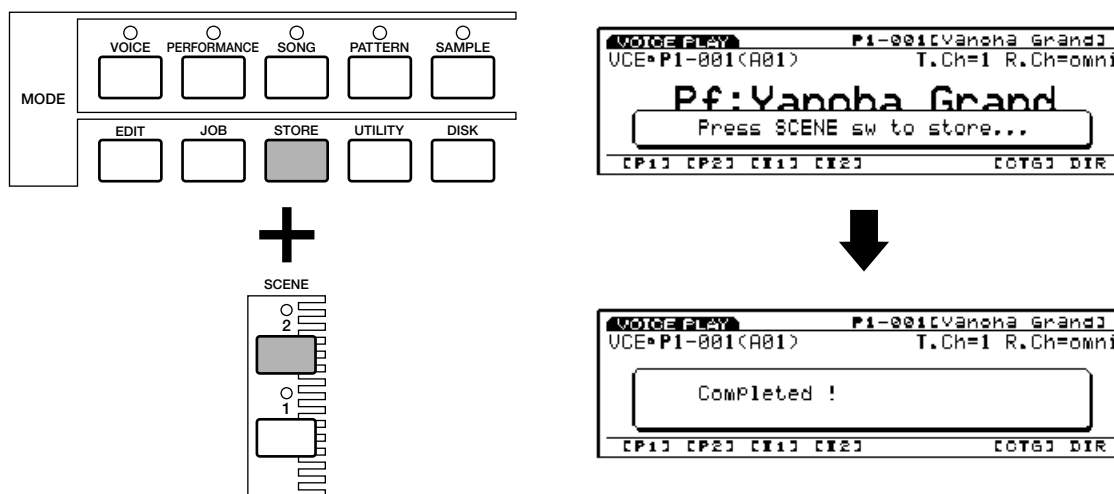 VOICE PERFORMANCE SONG PATTERN SAMPLE
MODE
EDIT JOB STORE UTILITY DISK
SCENE
2
1
VOICE PLAY P1-001[Yanoha Grand]
VCE P1-001(A01) T.Ch=1 R.Ch=omni
Pf:Yanoha Grand
Press SCENE sw to store...
[P1] [P2] [I1] [I2] [CTG] DIR
VOICE PLAY P1-001[Yanoha Grand]
VCE P1-001(A01) T.Ch=1 R.Ch=omni
Completed !
[P1] [P2] [I1] [I2] [CTG] DIR